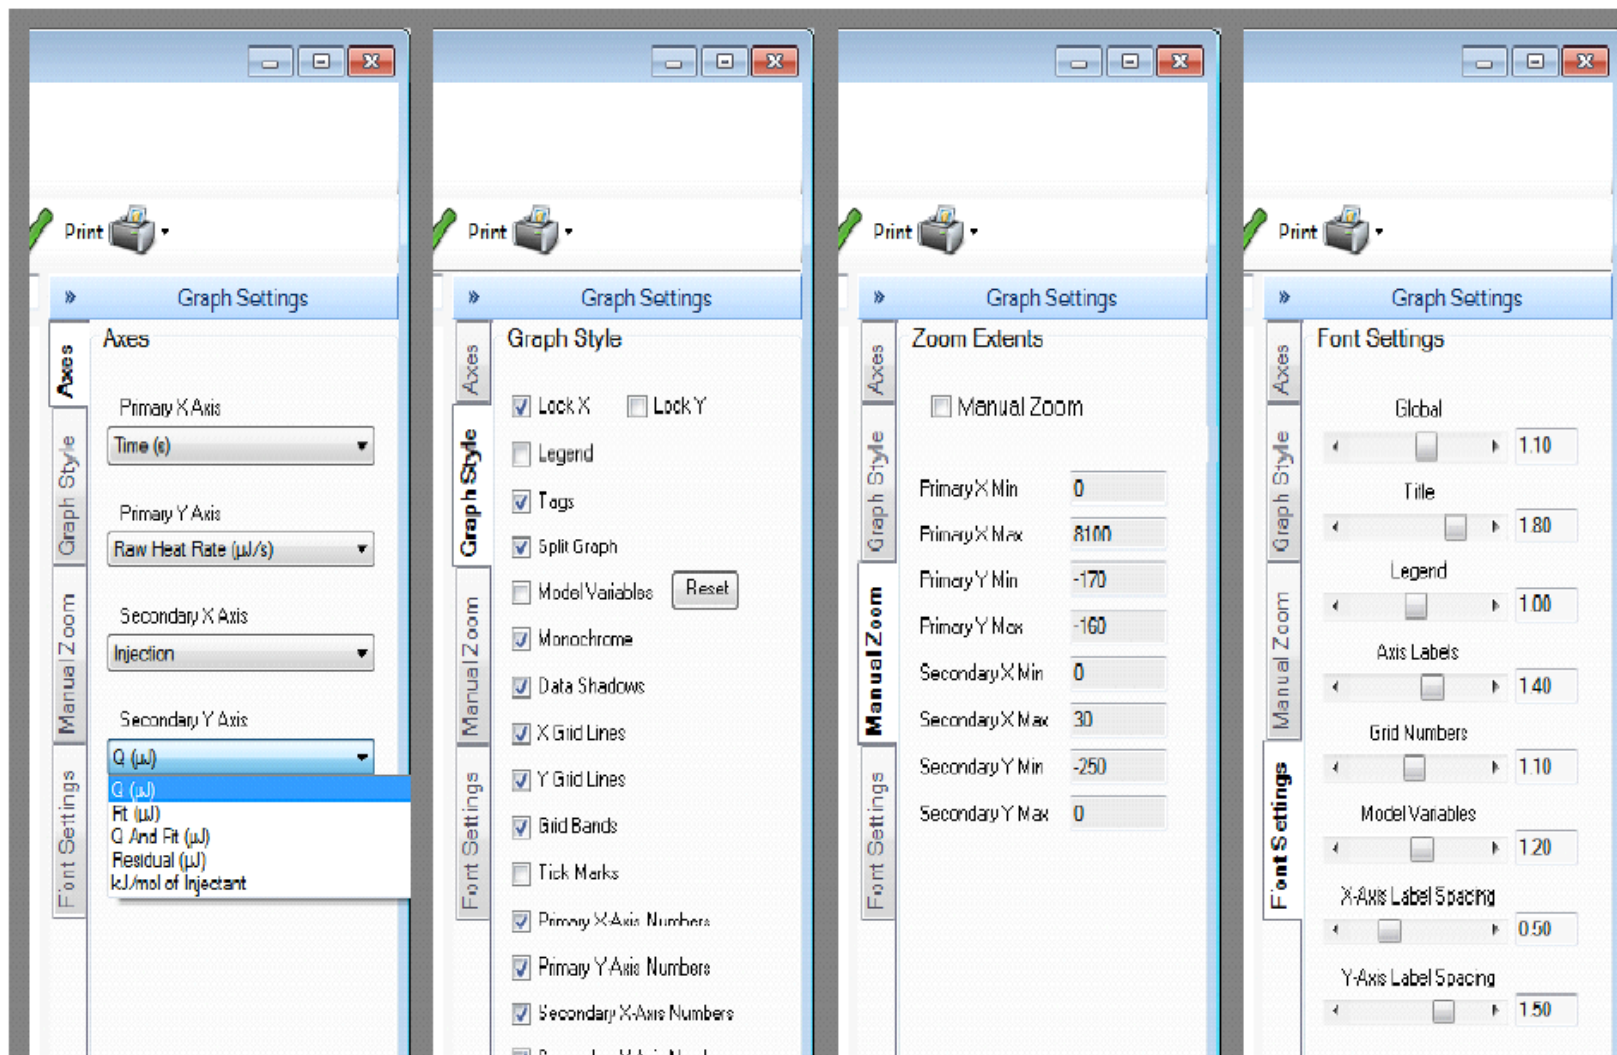 Print
Graph Settings
Axes
Graph Style
Manual Zoom
Font Settings
Axes
Primary X Axis
Time (s)
Primary Y Axis
Raw Heat Rate (µJ/s)
Secondary X Axis
Injection
Secondary Y Axis
Q (µJ)
Q (µJ)
Fit (µJ)
Q And Fit (µJ)
Residual (µJ)
kJ/mol of Injectant
Print
Graph Settings
Axes
Graph Style
Manual Zoom
Font Settings
Graph Style
Lock X Lock Y
Legend
Tags
Split Graph
Model Variables Reset
Monochrome
Data Shadows
X Grid Lines
Y Grid Lines
Grid Bands
Tick Marks
Primary X-Axis Numbers
Primary Y-Axis Numbers
Secondary X-Axis Numbers
Print
Graph Settings
Axes
Graph Style
Manual Zoom
Font Settings
Zoom Extents
Manual Zoom
Primary X Min 0
Primary X Max 8100
Primary Y Min -170
Primary Y Max -160
Secondary X Min 0
Secondary X Max 30
Secondary Y Min -250
Secondary Y Max 0
Print
Graph Settings
Axes
Graph Style
Manual Zoom
Font Settings
Font Settings
Global
1.10
Title
1.80
Legend
1.00
Axis Labels
1.40
Grid Numbers
1.10
Model Variables
1.20
X-Axis Label Spacing
0.50
Y-Axis Label Spacing
1.50